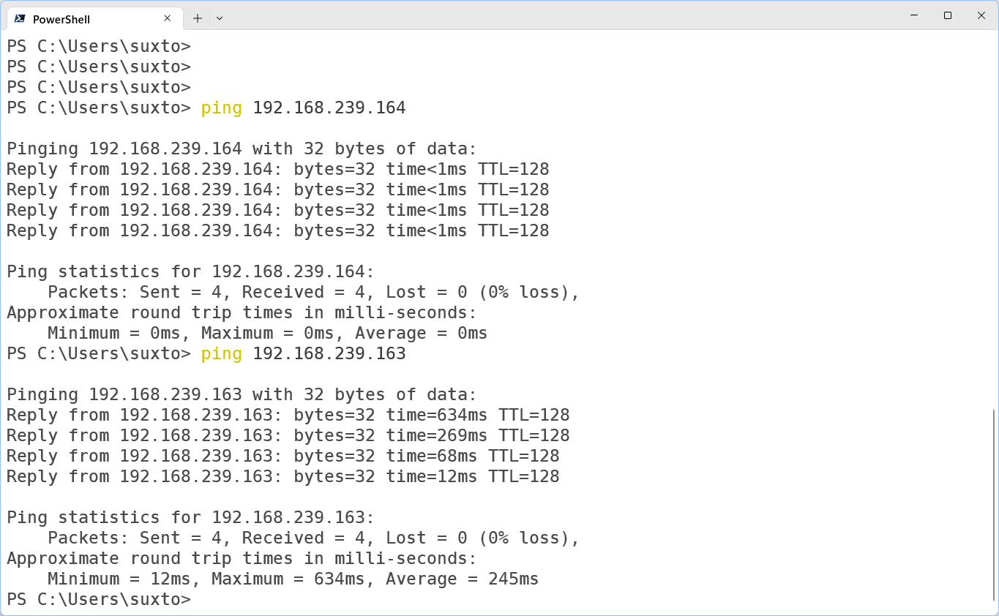 PowerShell
PS C:\Users\suxto>
PS C:\Users\suxto>
PS C:\Users\suxto>
PS C:\Users\suxto> ping 192.168.239.164
Pinging 192.168.239.164 with 32 bytes of data:
Reply from 192.168.239.164: bytes=32 time<1ms TTL=128
Reply from 192.168.239.164: bytes=32 time<1ms TTL=128
Reply from 192.168.239.164: bytes=32 time<1ms TTL=128
Reply from 192.168.239.164: bytes=32 time<1ms TTL=128
Ping statistics for 192.168.239.164:
    Packets: Sent = 4, Received = 4, Lost = 0 (0% loss),
Approximate round trip times in milli-seconds:
    Minimum = 0ms, Maximum = 0ms, Average = 0ms
PS C:\Users\suxto> ping 192.168.239.163
Pinging 192.168.239.163 with 32 bytes of data:
Reply from 192.168.239.163: bytes=32 time=634ms TTL=128
Reply from 192.168.239.163: bytes=32 time=269ms TTL=128
Reply from 192.168.239.163: bytes=32 time=68ms TTL=128
Reply from 192.168.239.163: bytes=32 time=12ms TTL=128
Ping statistics for 192.168.239.163:
    Packets: Sent = 4, Received = 4, Lost = 0 (0% loss),
Approximate round trip times in milli-seconds:
    Minimum = 12ms, Maximum = 634ms, Average = 245ms
PS C:\Users\suxto>